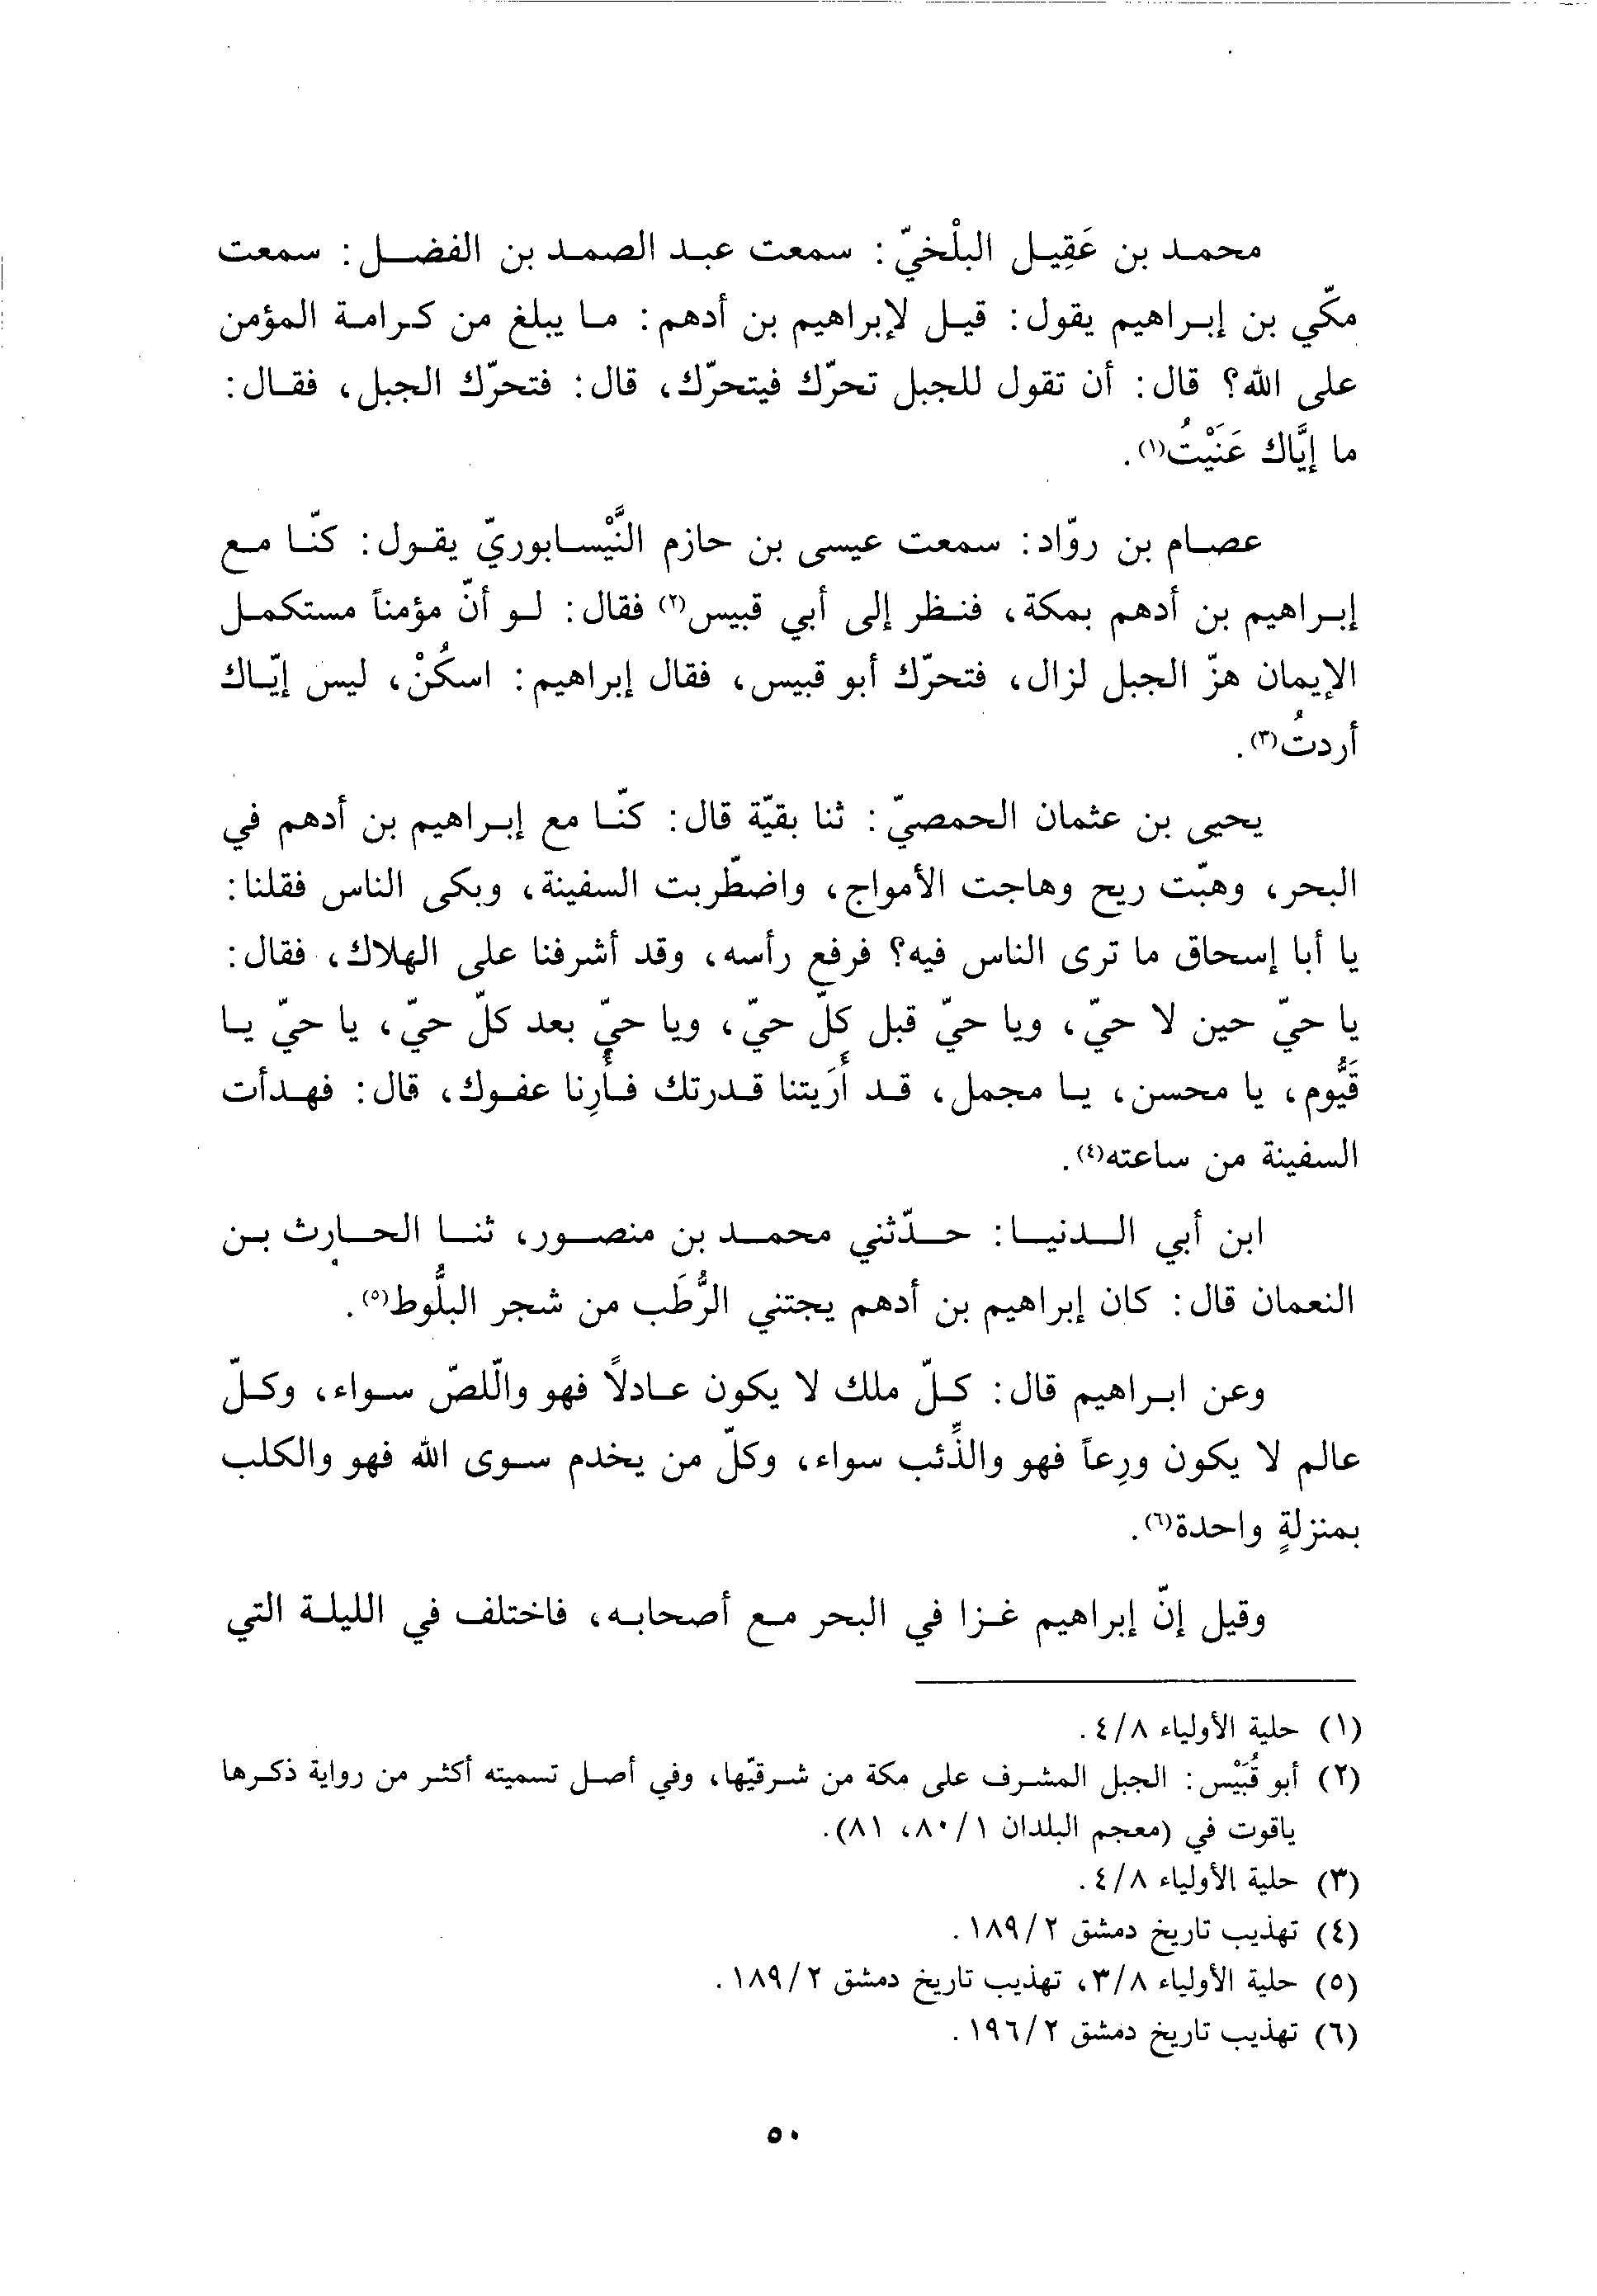 محمد بن عَقِيل البلْخيّ: سمعت عبد الصمد بن الفضل: سمعت
مكّي بن إبراهيم يقول: قيل لإبراهيم بن أدهم: ما يبلغ من كرامة المؤمن
على الله؟ قال: أن تقول للجبل تحرّك فيتحرّك، قال: فتحرّك الجبل، فقال:
ما إيَّاك عَنَيْتُ(١).
عصام بن روّاد: سمعت عيسى بن حازم النَّيْسابوريّ يقول: كنّا مع
إبراهيم بن أدهم بمكة، فنظر إلى أبي قبيس(٢) فقال: لو أنّ مؤمناً مستكمل
الإيمان هزّ الجبل لزال، فتحرّك أبو قبيس، فقال إبراهيم: اسكُنْ، ليس إيّاك
أردتُ(٣).
يحيى بن عثمان الحمصيّ: ثنا بقيّة قال: كنّا مع إبراهيم بن أدهم في
البحر، وهبّت ريح وهاجت الأمواج، واضطّربت السفينة، وبكى الناس فقلنا:
يا أبا إسحاق ما ترى الناس فيه؟ فرفع رأسه، وقد أشرفنا على الهلاك، فقال:
يا حيّ حين لا حيّ، ويا حيّ قبل كلّ حيّ، ويا حيّ بعد كلّ حيّ، يا حيّ يا
قَيُّوم، يا محسن، يا مجمل، قد أَرَيتنا قدرتك فأَرِنا عفوك، قال: فهدأت
السفينة من ساعته(٤).
ابن أبي الدنيا: حدّثني محمد بن منصور، ثنا الحارث بن
النعمان قال: كان إبراهيم بن أدهم يجتني الرُّطَب من شجر البلُّوط(٥).
وعن ابراهيم قال: كلّ ملك لا يكون عادلاً فهو واللّصّ سواء، وكلّ
عالم لا يكون ورِعاً فهو والذِّئب سواء، وكلّ من يخدم سوى الله فهو والكلب
بمنزلةٍ واحدة(٦).
وقيل إنّ إبراهيم غزا في البحر مع أصحابه، فاختلف في الليلة التي
(١) حلية الأولياء ٤/٨.
(٢) أبو قُبَيْس: الجبل المشرف على مكة من شرقيّها، وفي أصل تسميته أكثر من رواية ذكرها
ياقوت في (معجم البلدان ٨٠/١، ٨١).
(٣) حلية الأولياء ٤/٨.
(٤) تهذيب تاريخ دمشق ١٨٩/٢.
(٥) حلية الأولياء ٣/٨، تهذيب تاريخ دمشق ١٨٩/٢.
(٦) تهذيب تاريخ دمشق ١٩٦/٢.
٥٠